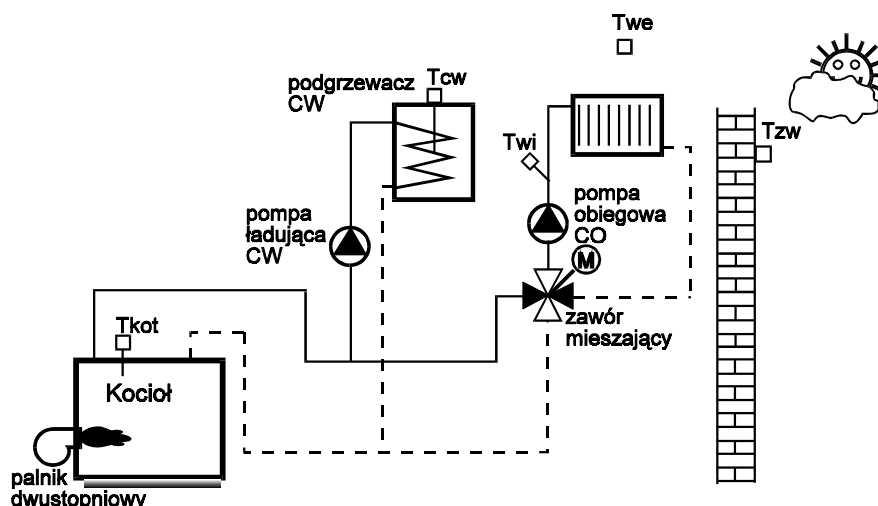 Twe
podgrzewacz
CW
Tcw
Twi
Tzw
pompa
ładująca
CW
pompa
obiegowa
CO
M
zawór
mieszający
Tkot
Kocioł
palnik
dwustopniowy